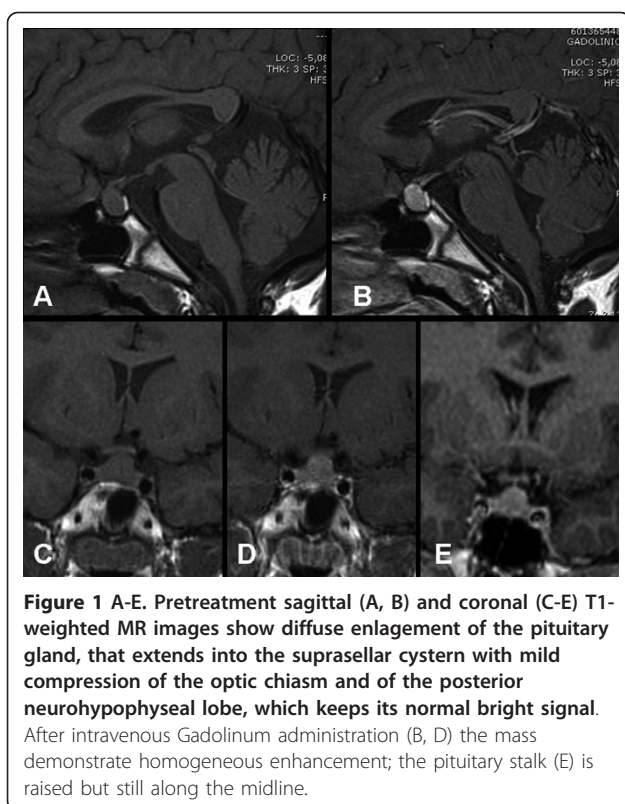 LOC: -5,08
THK: 3 SP: 3
HFS
A
601365448
GADOLINIO
LOC: -5,08
THK: 3 SP: 3
HFS
B
C
D
E
Figure 1 A-E. Pretreatment sagittal (A, B) and coronal (C-E) T1-
weighted MR images show diffuse enlagement of the pituitary
gland, that extends into the suprasellar cystern with mild
compression of the optic chiasm and of the posterior
neurohypophyseal lobe, which keeps its normal bright signal.
After intravenous Gadolinum administration (B, D) the mass
demonstrate homogeneous enhancement; the pituitary stalk (E) is
raised but still along the midline.